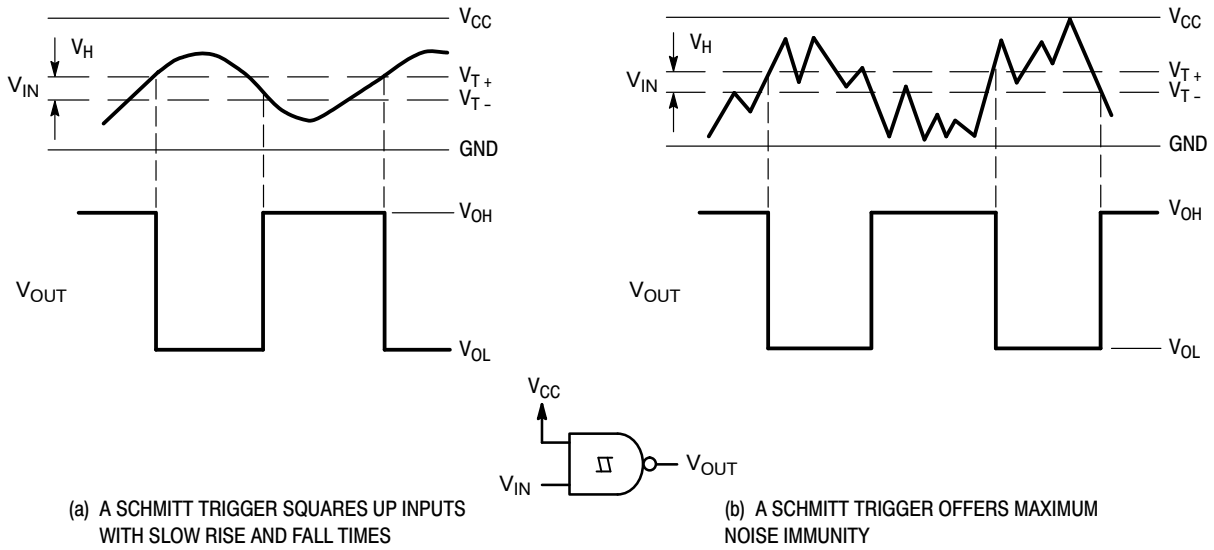 V_CC
V_H
V_T+
V_IN
V_T−
GND
V_OH
V_OUT
V_OL
V_CC
V_H
V_T+
V_IN
V_T−
GND
V_OH
V_OUT
V_OL
V_CC
V_IN
V_OUT
(a) A SCHMITT TRIGGER SQUARES UP INPUTS
WITH SLOW RISE AND FALL TIMES
(b) A SCHMITT TRIGGER OFFERS MAXIMUM
NOISE IMMUNITY